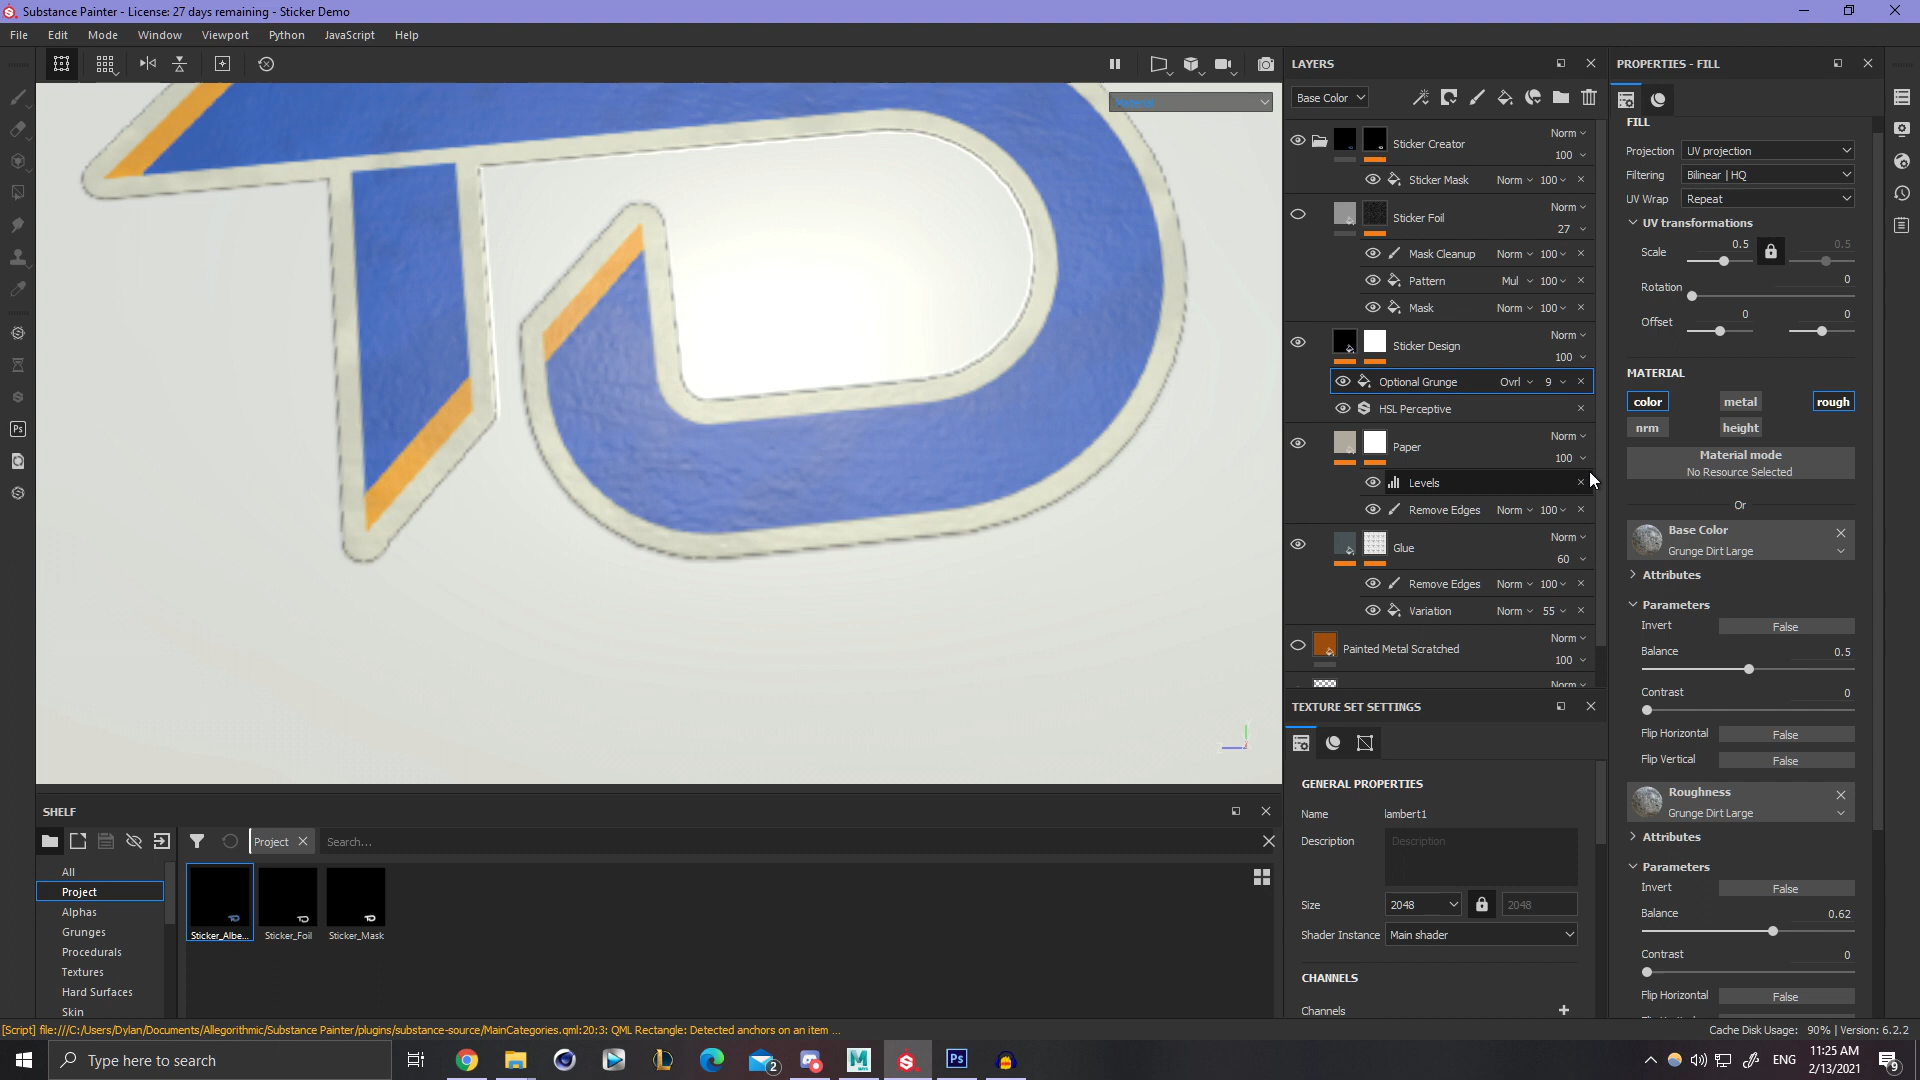 Substance Painter - License: 27 days remaining - Sticker Demo
File Edit Mode Window Viewport Python JavaScript Help
Material
LAYERS
Base Color
Sticker Creator Norm 100
Sticker Mask Norm 100
Sticker Foil Norm 27
Mask Cleanup Norm 100
Pattern Mul 100
Mask Norm 100
Sticker Design Norm 100
Optional Grunge Ovrl 9
HSL Perceptive
Paper Norm 100
Levels
Remove Edges Norm 100
Glue Norm 60
Remove Edges Norm 100
Variation Norm 55
Painted Metal Scratched Norm 100
Norm
TEXTURE SET SETTINGS
GENERAL PROPERTIES
Name lambert1
Description Description
Size 2048 2048
Shader Instance Main shader
CHANNELS
Channels +
PROPERTIES - FILL
FILL
Projection UV projection
Filtering Bilinear | HQ
UV Wrap Repeat
UV transformations
Scale 0.5 0.5
Rotation 0
Offset 0 0
MATERIAL
color metal rough
nrm height
Material mode
No Resource Selected
Or
Base Color
Grunge Dirt Large
Attributes
Parameters
Invert False
Balance 0.5
Contrast 0
Flip Horizontal False
Flip Vertical False
Roughness
Grunge Dirt Large
Attributes
Parameters
Invert False
Balance 0.62
Contrast 0
Flip Horizontal False
SHELF
Project Search...
All
Project
Alphas
Grunges
Procedurals
Textures
Hard Surfaces
Skin
Sticker_Albe... Sticker_Foil Sticker_Mask
[Script] file:///C:/Users/Dylan/Documents/Allegorithmic/Substance Painter/plugins/substance-source/MainCategories.qml:20:3: QML Rectangle: Detected anchors on an item ...
Cache Disk Usage: 90% | Version: 6.2.2
Type here to search
Ps
2
ENG
11:25 AM
2/13/2021
9